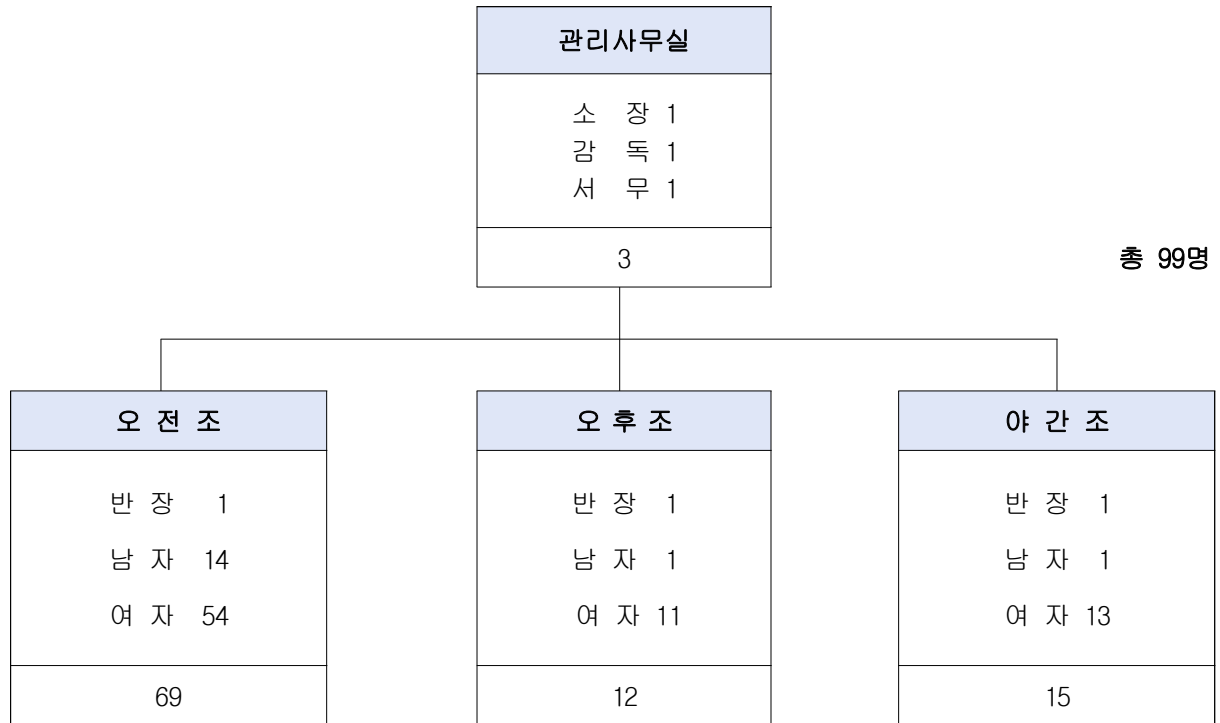 관리사무실
소 장 1
감 독 1
서 무 1
3
총 99명
오 전 조
반 장 1
남 자 14
여 자 54
69
오 후 조
반 장 1
남 자 1
여 자 11
12
야 간 조
반 장 1
남 자 1
여 자 13
15